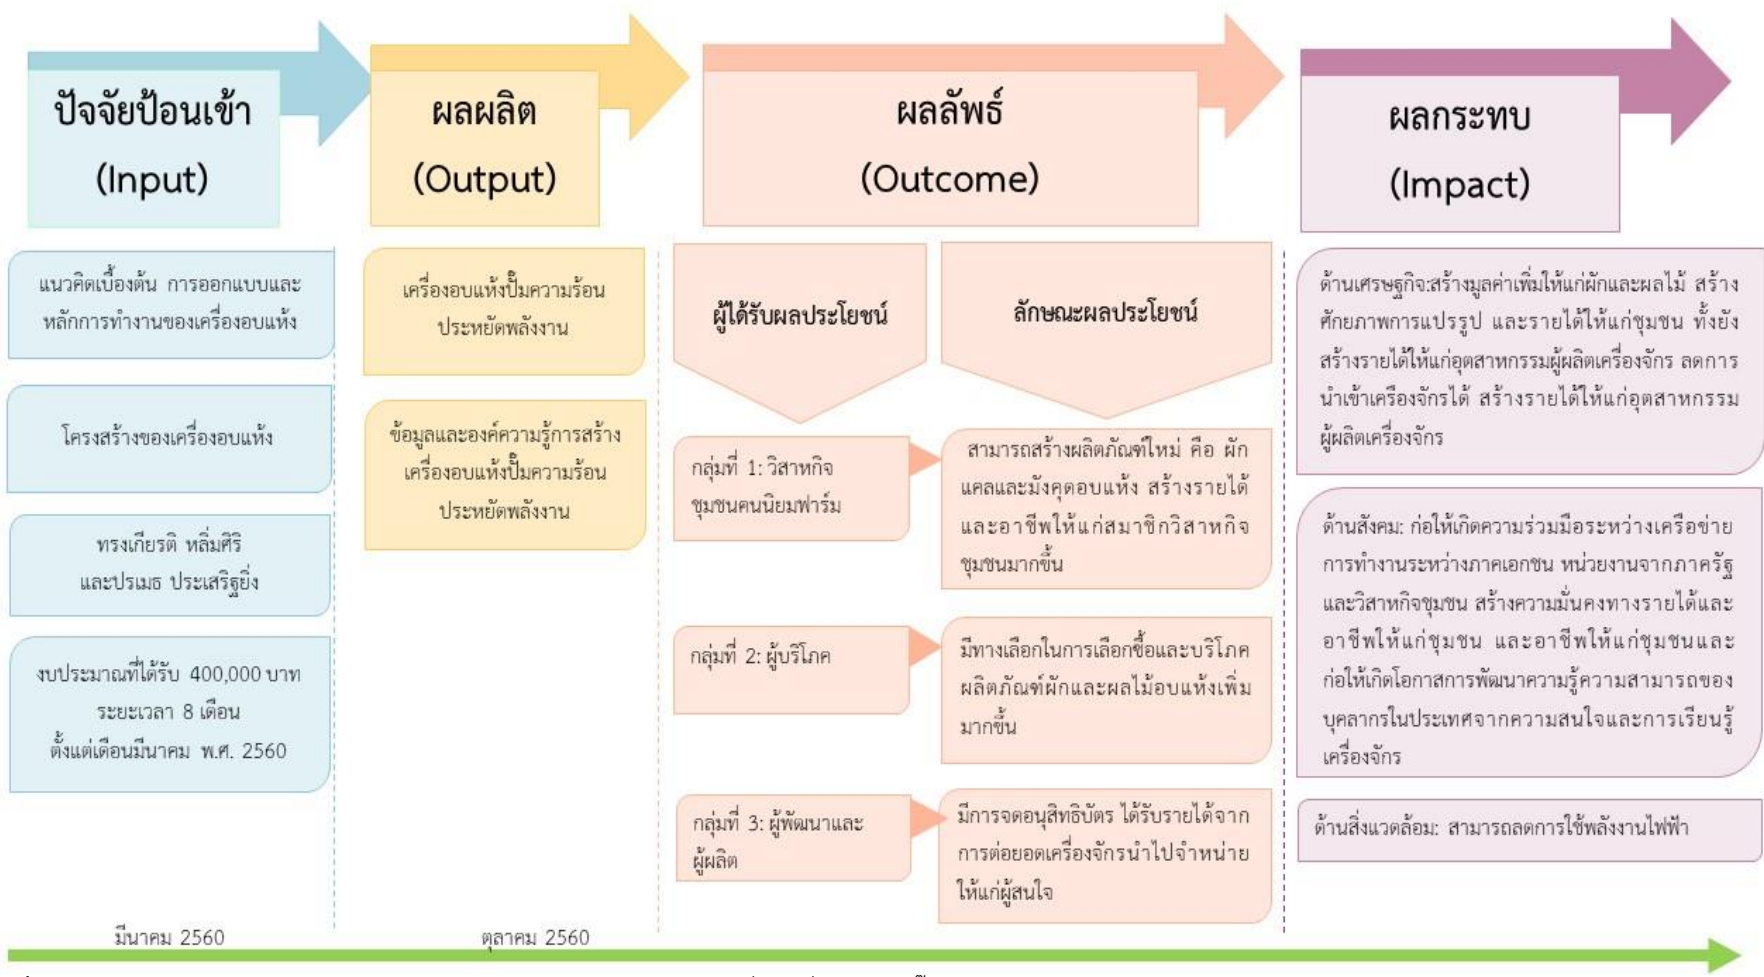 ปัจจัยป้อนเข้า
(Input)
ผลผลิต
(Output)
ผลลัพธ์
(Outcome)
ผลกระทบ
(Impact)
แนวคิดเบื้องต้น การออกแบบและ
หลักการทำงานของเครื่องอบแห้ง
โครงสร้างของเครื่องอบแห้ง
ทรงเกียรติ หลิ่มศิริ
และปรเมธ ประเสริฐยิ่ง
งบประมาณที่ได้รับ 400,000 บาท
ระยะเวลา 8 เดือน
ตั้งแต่เดือนมีนาคม พ.ศ. 2560
เครื่องอบแห้งปั๊มความร้อน
ประหยัดพลังงาน
ข้อมูลและองค์ความรู้การสร้าง
เครื่องอบแห้งปั๊มความร้อน
ประหยัดพลังงาน
ผู้ได้รับผลประโยชน์
ลักษณะผลประโยชน์
กลุ่มที่ 1: วิสาหกิจ
ชุมชนคนนิยมฟาร์ม
สามารถสร้างผลิตภัณฑ์ใหม่ คือ ผัก
แคลและมังคุดอบแห้ง สร้างรายได้
และอาชีพให้แก่สมาชิกวิสาหกิจ
ชุมชนมากขึ้น
กลุ่มที่ 2: ผู้บริโภค
มีทางเลือกในการเลือกซื้อและบริโภค
ผลิตภัณฑ์ผักและผลไม้อบแห้งเพิ่ม
มากขึ้น
กลุ่มที่ 3: ผู้พัฒนาและ
ผู้ผลิต
มีการจดอนุสิทธิบัตร ได้รับรายได้จาก
การต่อยอดเครื่องจักรนำไปจำหน่าย
ให้แก่ผู้สนใจ
ด้านเศรษฐกิจ:สร้างมูลค่าเพิ่มให้แก่ผักและผลไม้ สร้าง
ศักยภาพการแปรรูป และรายได้ให้แก่ชุมชน ทั้งยัง
สร้างรายได้ให้แก่อุตสาหกรรมผู้ผลิตเครื่องจักร ลดการ
นำเข้าเครื่องจักรได้ สร้างรายได้ให้แก่อุตสาหกรรม
ผู้ผลิตเครื่องจักร
ด้านสังคม: ก่อให้เกิดความร่วมมือระหว่างเครือข่าย
การทำงานระหว่างภาคเอกชน หน่วยงานจากภาครัฐ
และวิสาหกิจชุมชน สร้างความมั่นคงทางรายได้และ
อาชีพให้แก่ชุมชน และอาชีพให้แก่ชุมชนและ
ก่อให้เกิดโอกาสการพัฒนาความรู้ความสามารถของ
บุคลากรในประเทศจากความสนใจและการเรียนรู้
เครื่องจักร
ด้านสิ่งแวดล้อม: สามารถลดการใช้พลังงานไฟฟ้า
มีนาคม 2560
ตุลาคม 2560